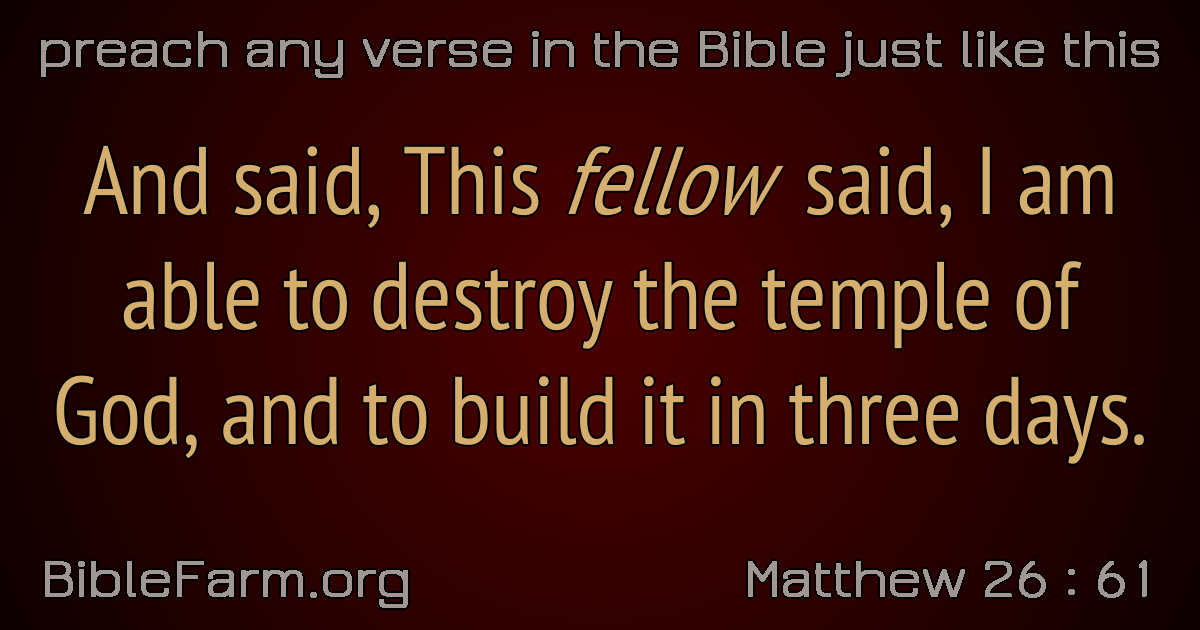 preach any verse in the Bible just like this
And said, This fellow said, I am
able to destroy the temple of
God, and to build it in three days.
BibleFarm.org
Matthew 26 : 61